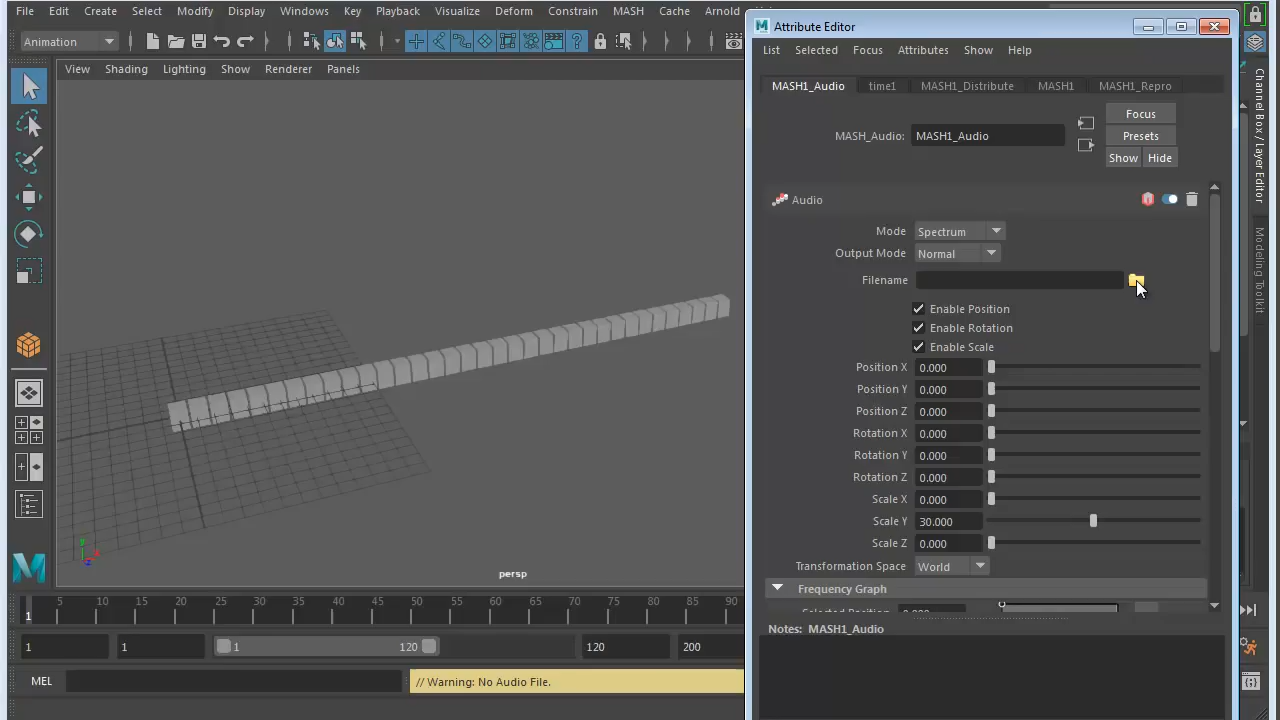 File Edit Create Select Modify Display Windows Key Playback Visualize Deform Constrain MASH Cache Arnold
Attribute Editor
Animation
List Selected Focus Attributes Show Help
View Shading Lighting Show Renderer Panels
MASH1_Audio time1 MASH1_Distribute MASH1 MASH1_Repro
MASH_Audio: MASH1_Audio
Focus
Presets
Show Hide
Audio
Mode Spectrum
Output Mode Normal
Filename
Enable Position
Enable Rotation
Enable Scale
Position X 0.000
Position Y 0.000
Position Z 0.000
Rotation X 0.000
Rotation Y 0.000
Rotation Z 0.000
Scale X 0.000
Scale Y 30.000
Scale Z 0.000
Transformation Space World
Frequency Graph
Selected Position 0.000
Notes: MASH1_Audio
Channel Box / Layer Editor
Modeling Toolkit
persp
y
z
1 5 10 15 20 25 30 35 40 45 50 55 60 65 70 75 80 85 90
1
1 1 1 120 120 200
MEL // Warning: No Audio File.